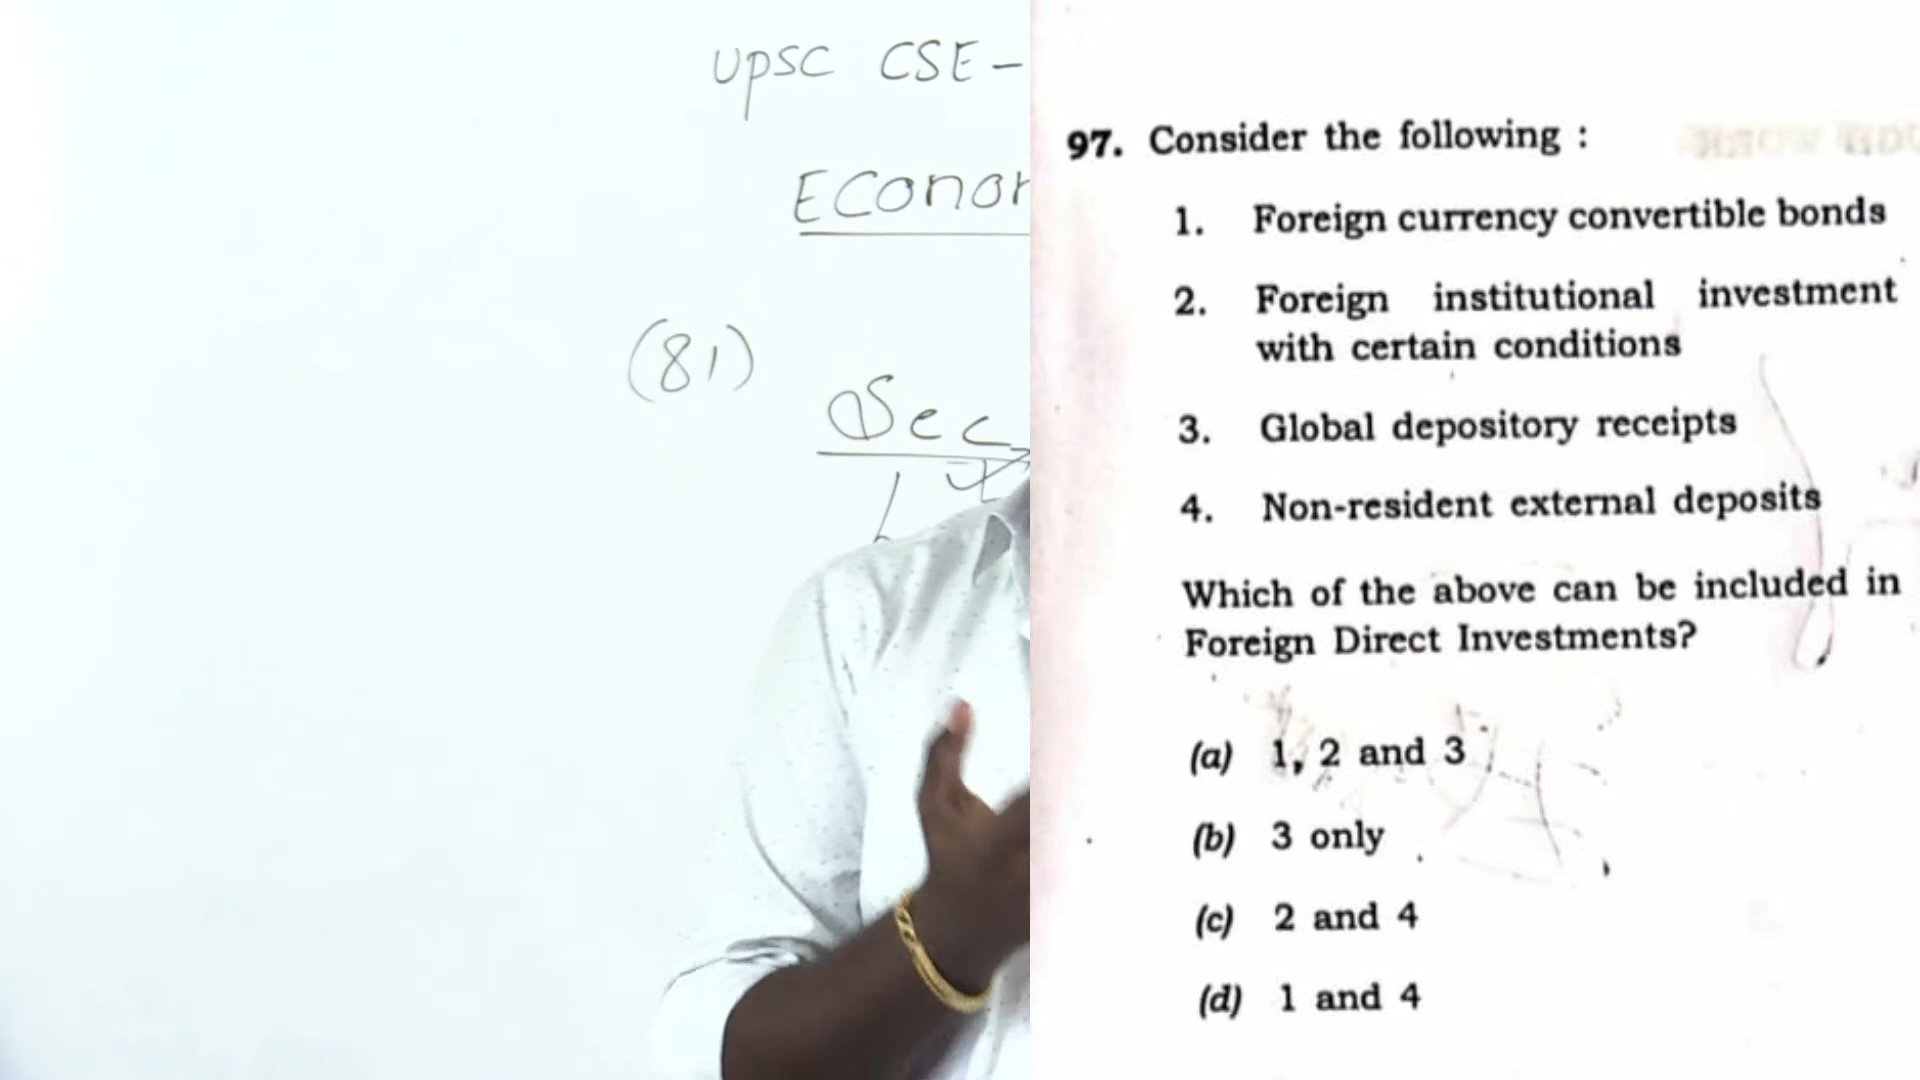 UPSC CSE -
ECONO
(81)
Sec
97. Consider the following :
1. Foreign currency convertible bonds
2. Foreign institutional investment
with certain conditions
3. Global depository receipts
4. Non-resident external deposits
Which of the above can be included in
Foreign Direct Investments?
(a) 1, 2 and 3
(b) 3 only
(c) 2 and 4
(d) 1 and 4